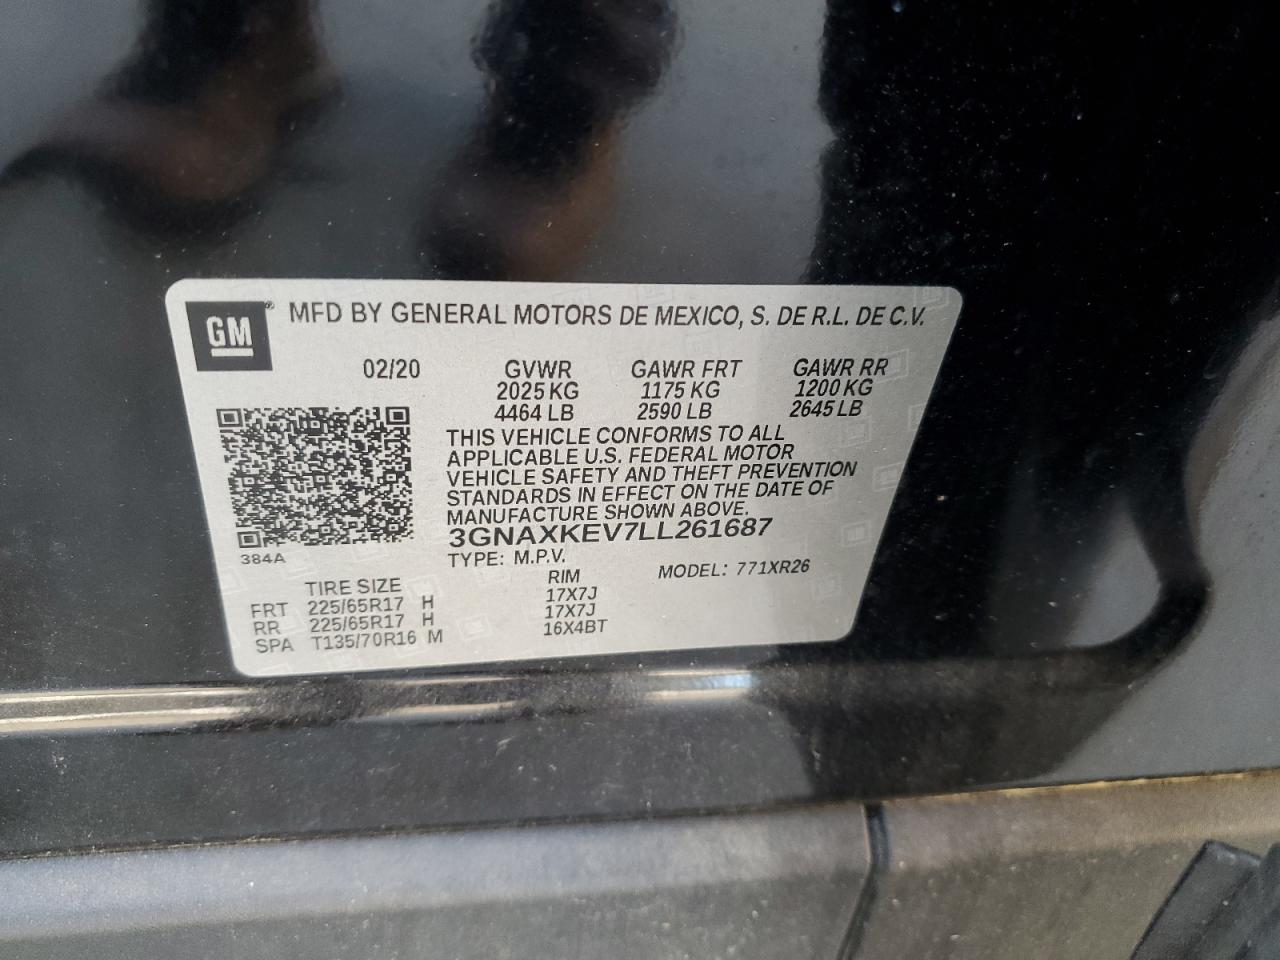 GM ® MFD BY GENERAL MOTORS DE MEXICO, S. DE R.L. DE C.V.
02/20 GVWR GAWR FRT GAWR RR
2025 KG 1175 KG 1200 KG
4464 LB 2590 LB 2645 LB
THIS VEHICLE CONFORMS TO ALL
APPLICABLE U.S. FEDERAL MOTOR
VEHICLE SAFETY AND THEFT PREVENTION
STANDARDS IN EFFECT ON THE DATE OF
MANUFACTURE SHOWN ABOVE.
3GNAXKEV7LL261687
384A
TYPE: M.P.V. MODEL: 771XR26
TIRE SIZE RIM
FRT 225/65R17 H 17X7J
RR 225/65R17 H 17X7J
SPA T135/70R16 M 16X4BT